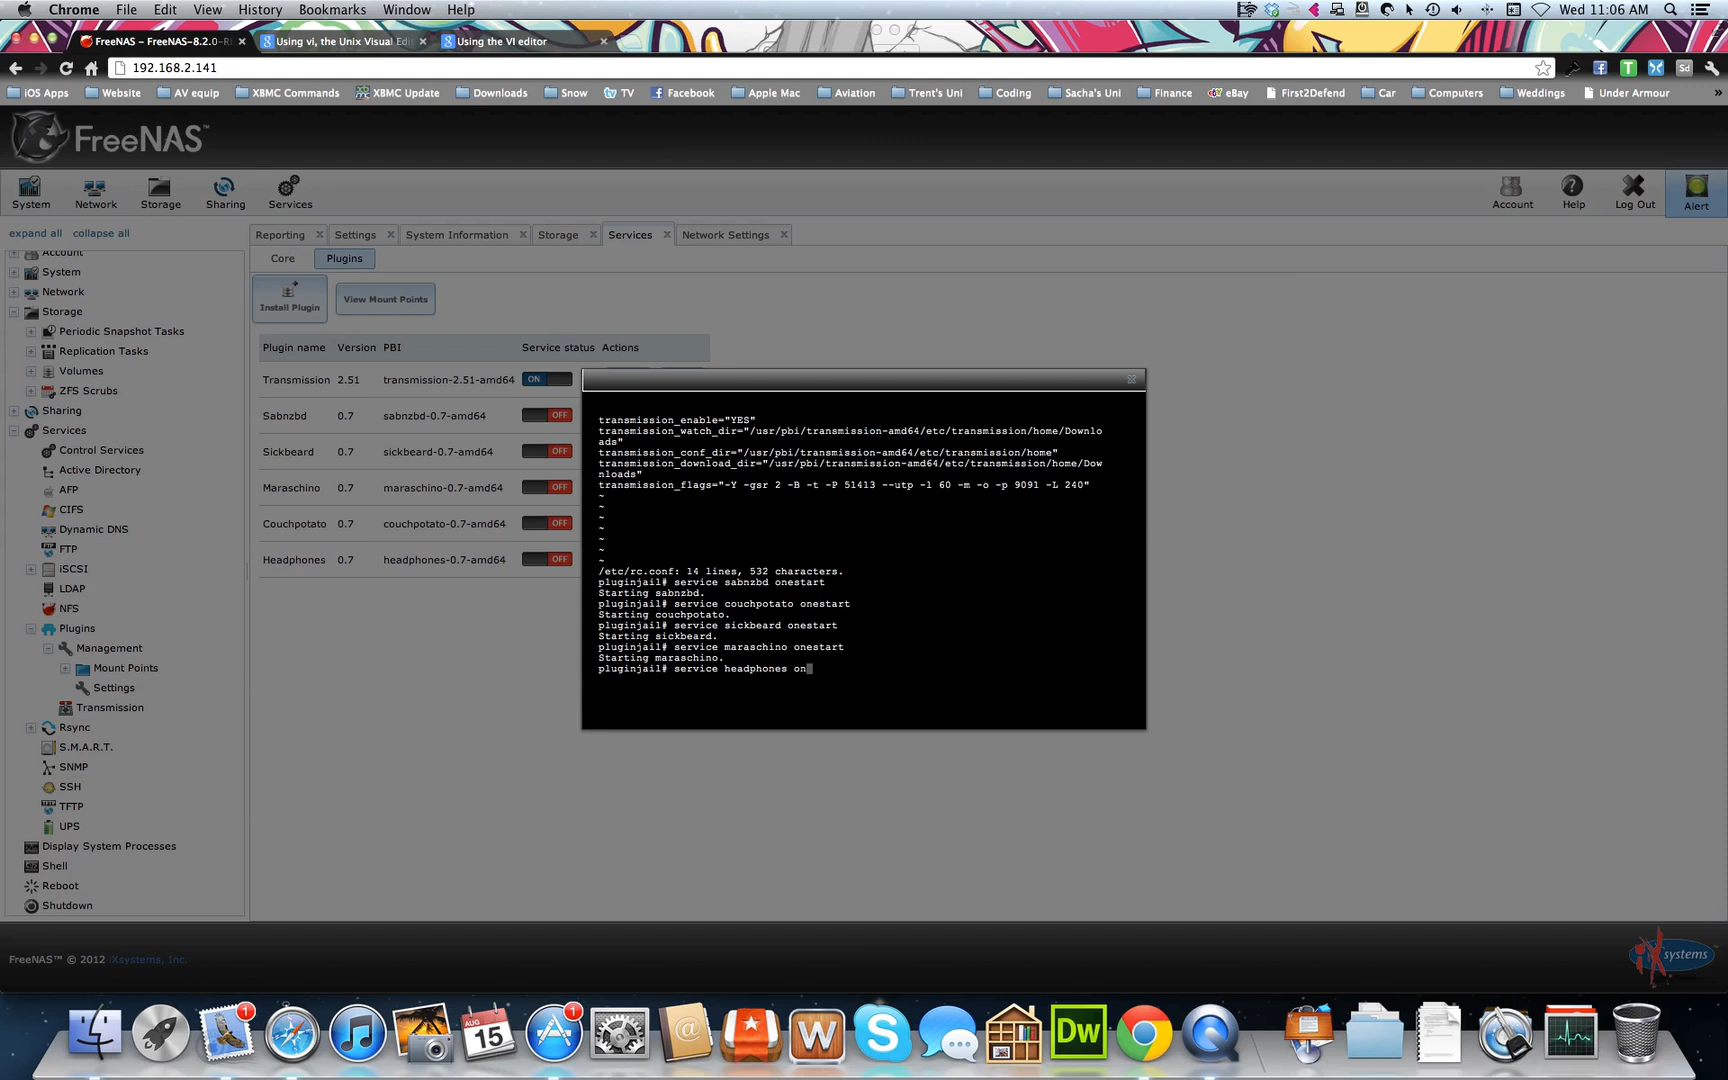 Chrome File Edit View History Bookmarks Window Help Wed 11:06 AM
FreeNAS – FreeNAS-8.2.0-RE Using vi, the Unix Visual Edi Using the VI editor
192.168.2.141
iOS Apps Website AV equip XBMC Commands XBMC Update Downloads Snow TV Facebook Apple Mac Aviation Trent's Uni Coding Sacha's Uni Finance eBay First2Defend Car Computers Weddings Under Armour »
FreeNAS™
System Network Storage Sharing Services Account Help Log Out Alert
expand all collapse all
Reporting Settings System Information Storage Services Network Settings
Core Plugins
Install Plugin View Mount Points
Account
System
Network
Storage
Periodic Snapshot Tasks
Replication Tasks
Volumes
ZFS Scrubs
Sharing
Services
Control Services
Active Directory
AFP
CIFS
Dynamic DNS
FTP
iSCSI
LDAP
NFS
Plugins
Management
Mount Points
Settings
Transmission
Rsync
S.M.A.R.T.
SNMP
SSH
TFTP
UPS
Display System Processes
Shell
Reboot
Shutdown
Plugin name Version PBI Service status Actions
Transmission 2.51 transmission-2.51-amd64 ON
Sabnzbd 0.7 sabnzbd-0.7-amd64 OFF
Sickbeard 0.7 sickbeard-0.7-amd64 OFF
Maraschino 0.7 maraschino-0.7-amd64 OFF
Couchpotato 0.7 couchpotato-0.7-amd64 OFF
Headphones 0.7 headphones-0.7-amd64 OFF
transmission_enable="YES"
transmission_watch_dir="/usr/pbi/transmission-amd64/etc/transmission/home/Downlo
ads"
transmission_conf_dir="/usr/pbi/transmission-amd64/etc/transmission/home"
transmission_download_dir="/usr/pbi/transmission-amd64/etc/transmission/home/Dow
nloads"
transmission_flags="-Y -gsr 2 -B -t -P 51413 --utp -l 60 -m -o -p 9091 -L 240"
~
~
~
~
~
~
~
/etc/rc.conf: 14 lines, 532 characters.
pluginjail# service sabnzbd onestart
Starting sabnzbd.
pluginjail# service couchpotato onestart
Starting couchpotato.
pluginjail# service sickbeard onestart
Starting sickbeard.
pluginjail# service maraschino onestart
Starting maraschino.
pluginjail# service headphones on
FreeNAS™ © 2012 iXsystems, Inc.
iXsystems
1 AUG 15 1 @ W S Dw